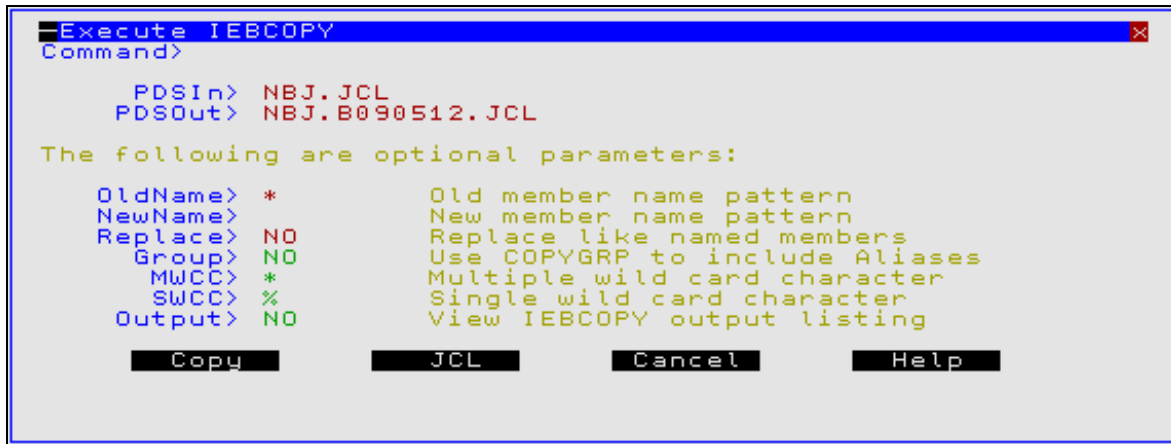 Execute IEBCOPY X
Command>
PDSIn> NBJ.JCL
PDSOut> NBJ.B090512.JCL
The following are optional parameters:
OldName> * Old member name pattern
NewName> New member name pattern
Replace> NO Replace like named members
Group> NO Use COPYGRP to include Aliases
MWCC> * Multiple wild card character
SWCC> % Single wild card character
Output> NO View IEBCOPY output listing
Copy JCL Cancel Help